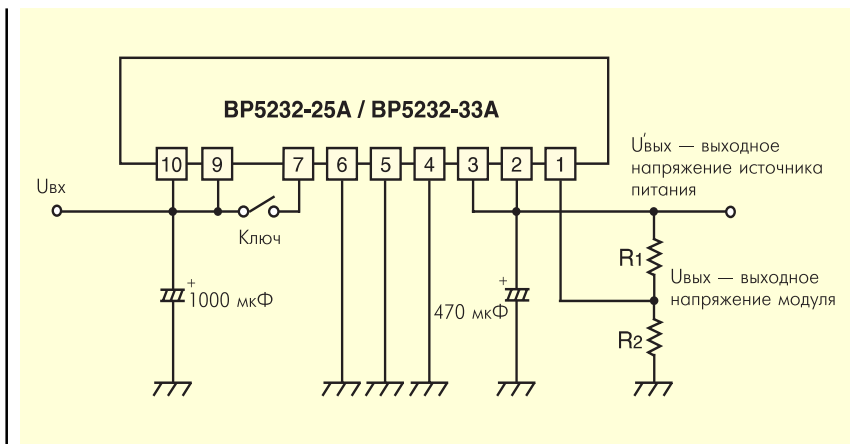 BP5232-25A / BP5232-33A
10 9 7 6 5 4 3 2 1
U'вых — выходное
напряжение источника
питания
Uвх
Ключ
R1
Uвых — выходное
напряжение модуля
+
1000 мкФ
+
470 мкФ
R2